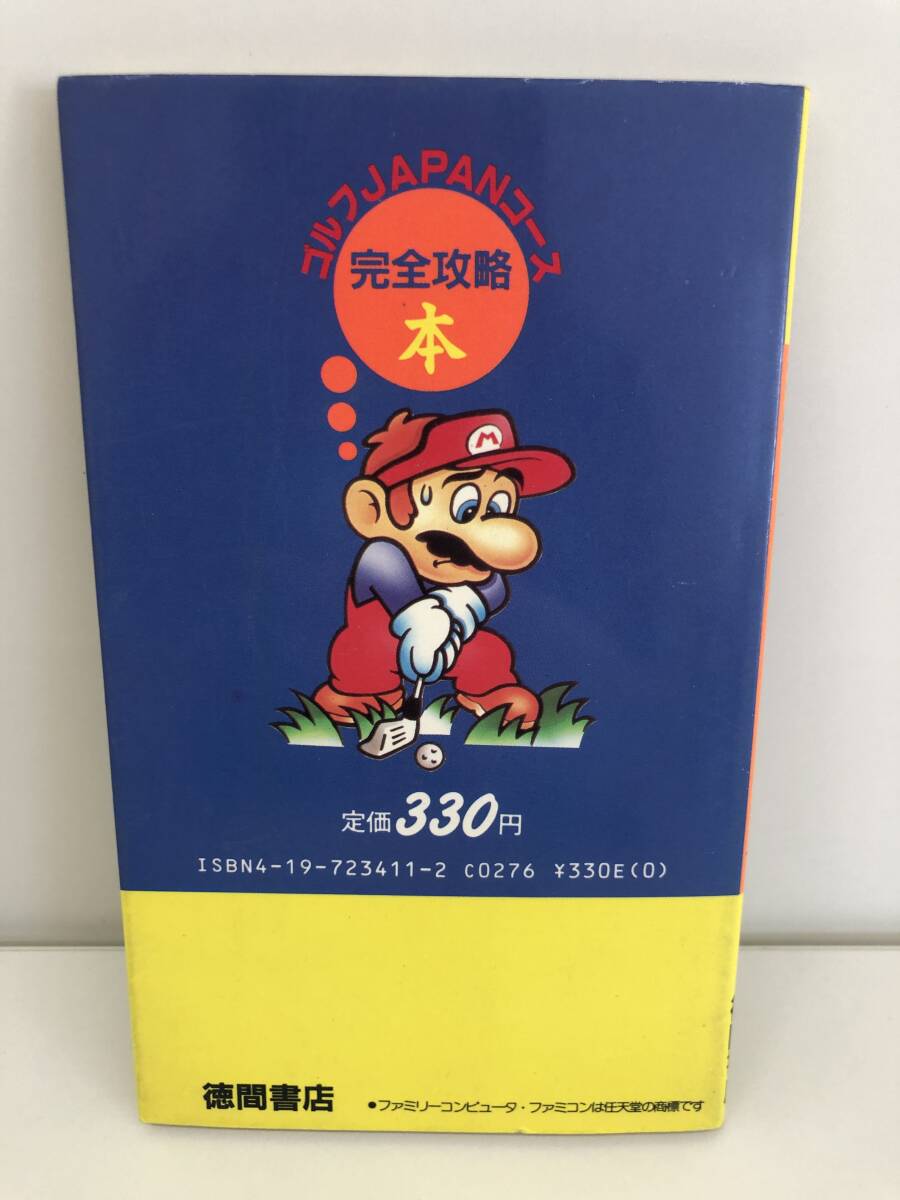 ゴルフJAPANコース
完全攻略
本
M
定価330円
ISBN4-19-723411-2 C0276 ¥330E(0)
徳間書店
●ファミリーコンピュータ・ファミコンは任天堂の商標です